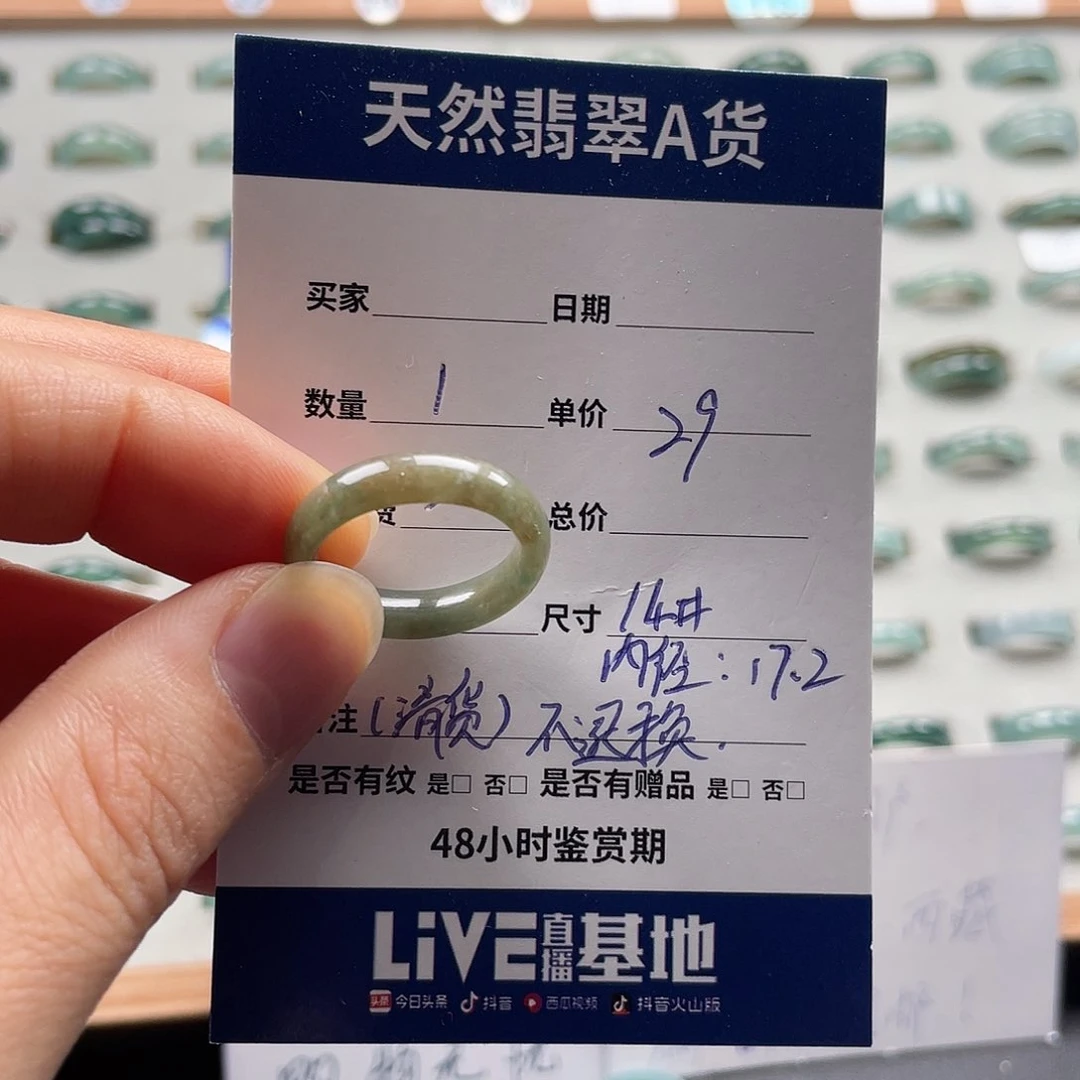 天然翡翠A货
买家 日期
数量 1 单价 29
货 总价
尺寸 14#
内径:17.2
注 (清货) 不退换.
是否有纹 是□ 否□ 是否有赠品 是□ 否□
48小时鉴赏期
LiVE直播基地
头条 今日头条 抖音 西瓜视频 抖音火山版